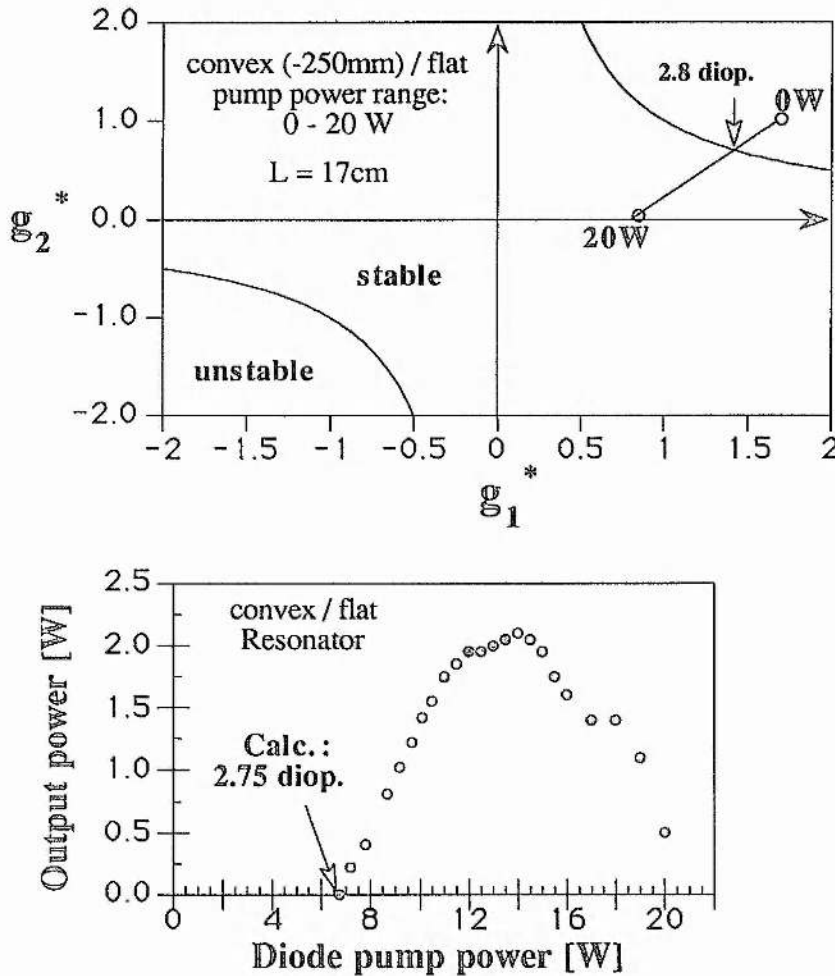 2.0
1.0
0.0
-1.0
-2.0
g2*
convex (-250mm) / flat
pump power range:
0 - 20 W
L = 17cm
2.8 diop.
0W
20W
stable
unstable
-2 -1.5 -1 -0.5 0 0.5 1 1.5 2
g1*
2.5
2.0
1.5
1.0
0.5
0.0
Output power [W]
convex / flat
Resonator
Calc.:
2.75 diop.
0 4 8 12 16 20
Diode pump power [W]